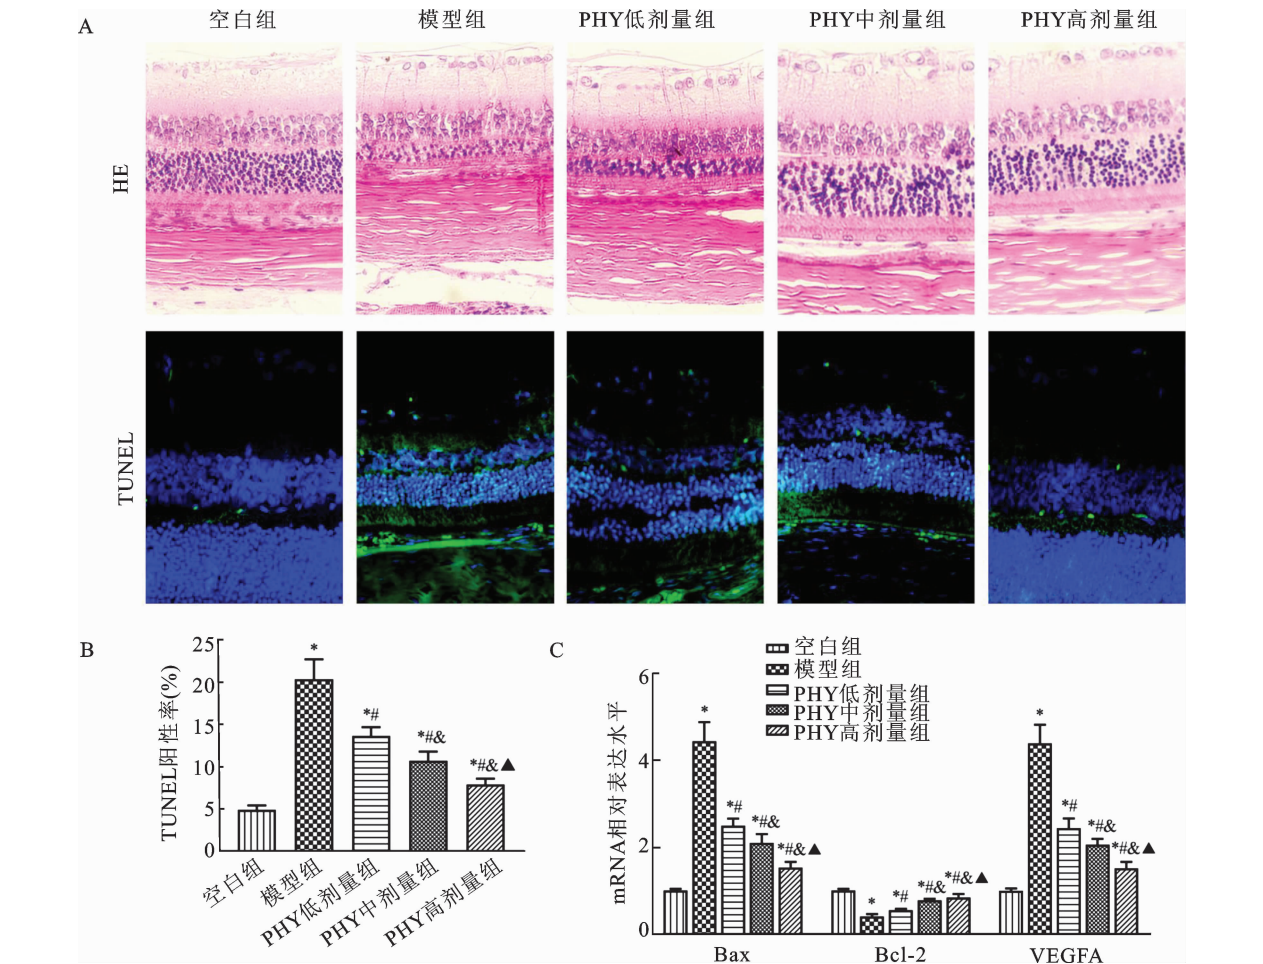 A
空白组
模型组
PHY低剂量组
PHY中剂量组
PHY高剂量组
HE
TUNEL
B
TUNEL阳性率(%)
25
20
15
10
5
0
*
*#
*#&
*#&▲
空白组
模型组
PHY低剂量组
PHY中剂量组
PHY高剂量组
C
空白组
模型组
PHY低剂量组
PHY中剂量组
PHY高剂量组
mRNA相对表达水平
6
4
2
0
*
*#
*#&
*#&▲
*
*#
*#&
*#&▲
*
*#
*#&
*#&▲
Bax
Bcl-2
VEGFA